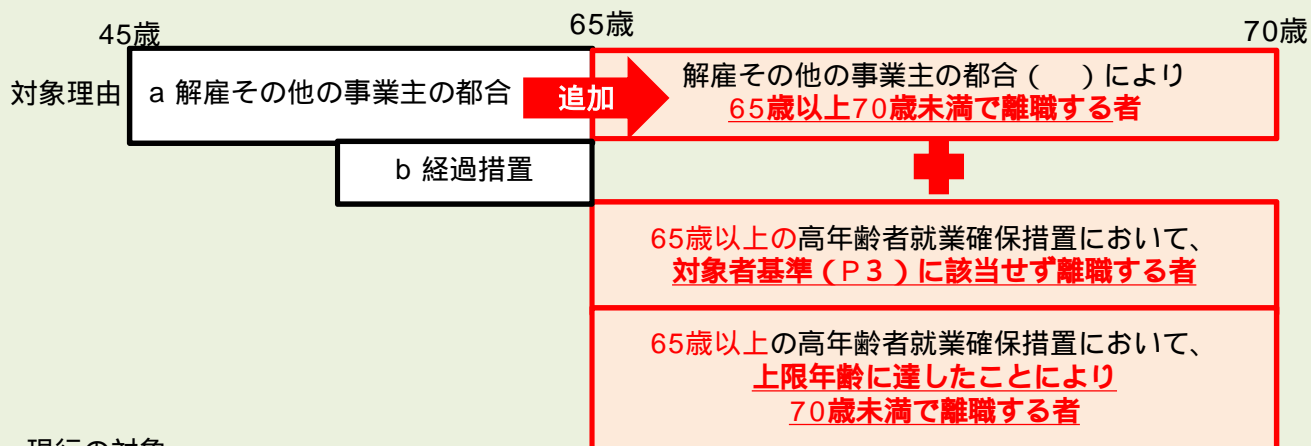 45歳
65歳
70歳
対象理由
a 解雇その他の事業主の都合
追加
解雇その他の事業主の都合（　）により
65歳以上70歳未満で離職する者
b 経過措置
65歳以上の高年齢者就業確保措置において、
対象者基準（P３）に該当せず離職する者
65歳以上の高年齢者就業確保措置において、
上限年齢に達したことにより
70歳未満で離職する者
現行の対象